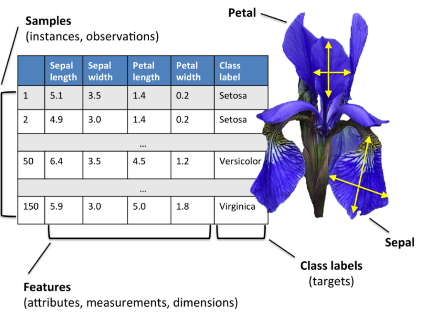 Samples
(instances, observations)
Petal
Sepal length Sepal width Petal length Petal width Class label
1 5.1 3.5 1.4 0.2 Setosa
2 4.9 3.0 1.4 0.2 Setosa
...
50 6.4 3.5 4.5 1.2 Versicolor
...
150 5.9 3.0 5.0 1.8 Virginica
Sepal
Class labels
(targets)
Features
(attributes, measurements, dimensions)